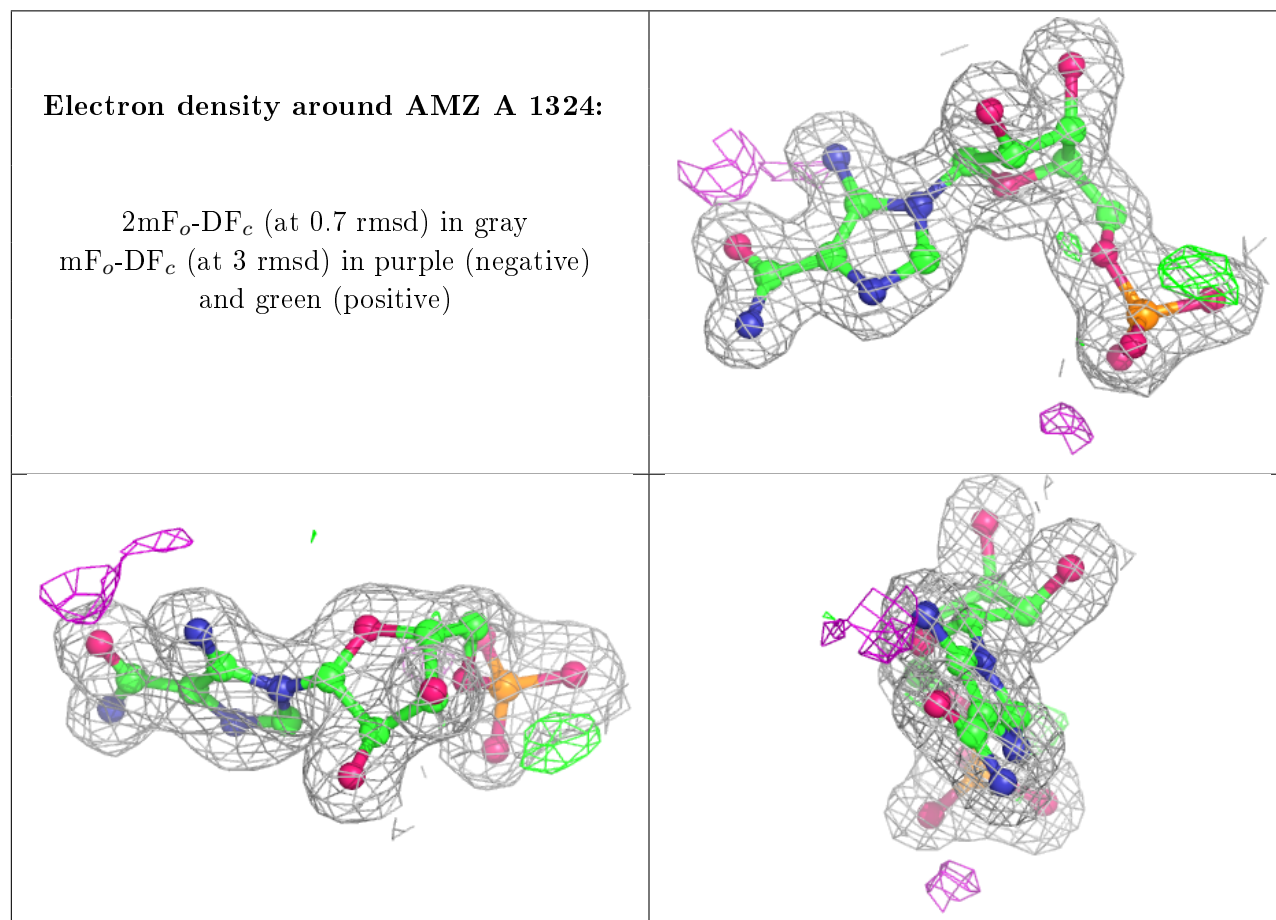 Electron density around AMZ A 1324:
2mFo-DFc (at 0.7 rmsd) in gray
mFo-DFc (at 3 rmsd) in purple (negative)
and green (positive)